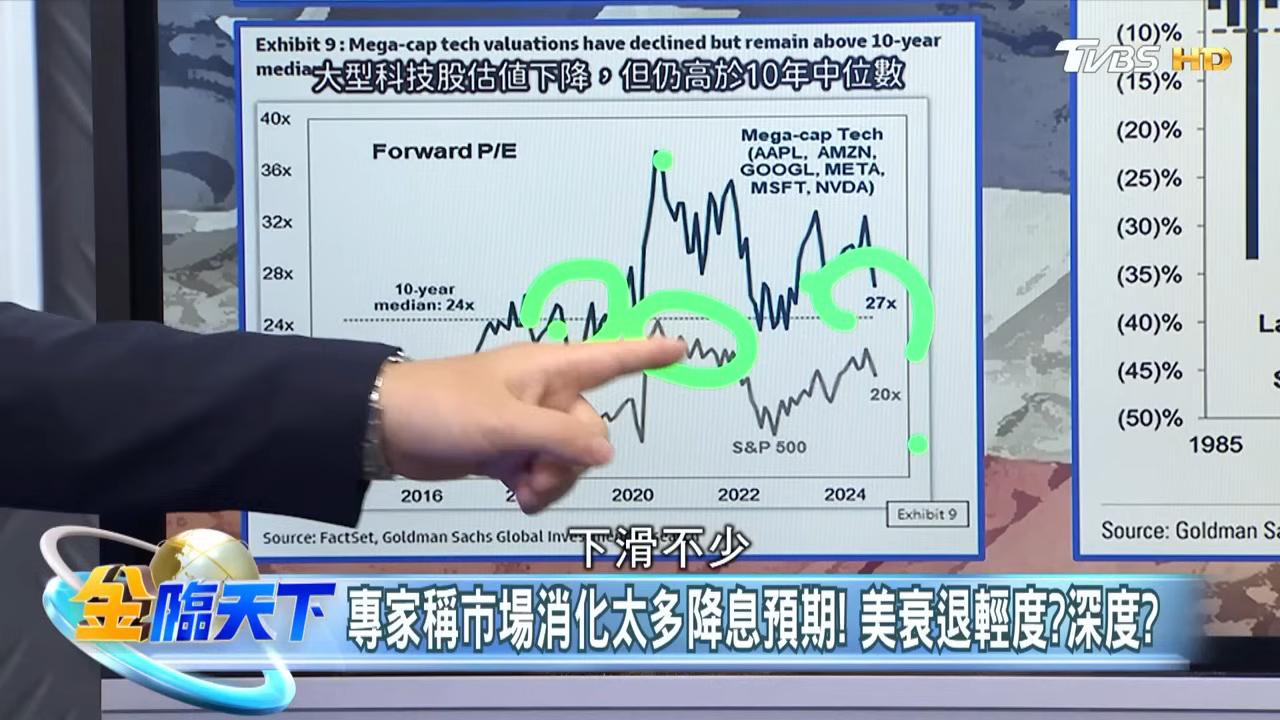 Exhibit 9: Mega-cap tech valuations have declined but remain above 10-year
media
大型科技股估值下降，但仍高於10年中位數
TVBS HD
40x
36x
32x
28x
24x
Forward P/E
Mega-cap Tech
(AAPL, AMZN,
GOOGL, META,
MSFT, NVDA)
10-year
median: 24x
27x
20x
S&P 500
2016
2020
2022
2024
Exhibit 9
Source: FactSet, Goldman Sachs Global
(10)%
(15)%
(20)%
(25)%
(30)%
(35)%
(40)%
(45)%
(50)%
1985
Source: Goldman
下滑不少
金臨天下
專家稱市場消化太多降息預期! 美衰退輕度?深度?